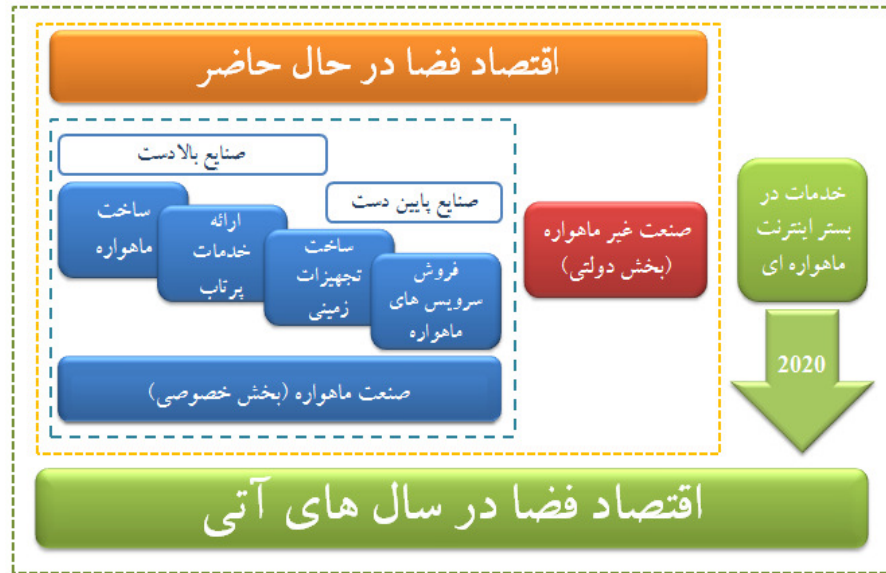 اقتصاد فضا در حال حاضر
صنایع بالادست
صنایع پایین دست
ساخت
ماهواره
ارائه
خدمات
پرتاب
ساخت
تجهیزات
زمینی
فروش
سرویس های
ماهواره
صنعت ماهواره (بخش خصوصی)
صنعت غیر ماهواره
(بخش دولتی)
خدمات در
بستر اینترنت
ماهواره ای
2020
اقتصاد فضا در سال های آتی